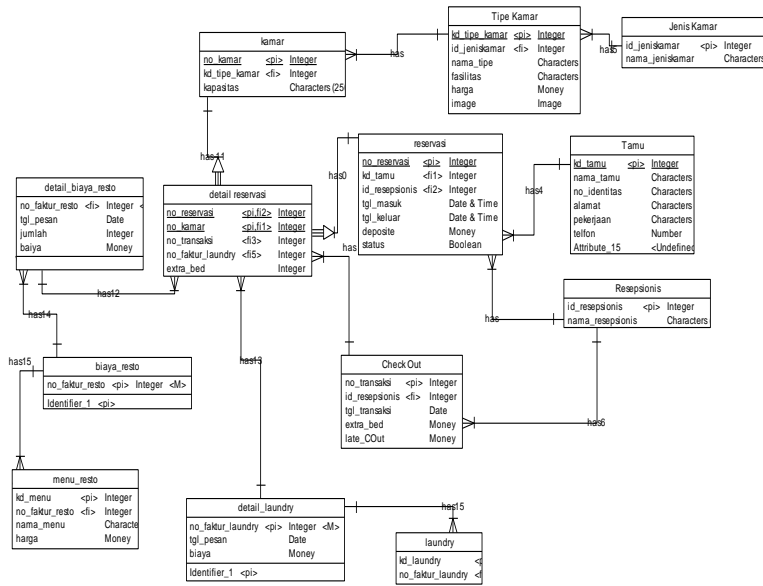 kamar
no_kamar <pi> Integer
kd_tipe_kamar <fi> Integer
kapasitas Characters (25
has
Tipe Kamar
kd_tipe_kamar <pi> Integer
id_jeniskamar <fi> Integer
nama_tipe Characters
fasilitas Characters
harga Money
image Image
has5
Jenis Kamar
id_jeniskamar <pi> Integer
nama_jeniskamar Characters
has11
has0
reservasi
no_reservasi <pi> Integer
kd_tamu <fi1> Integer
id_resepsionis <fi2> Integer
tgl_masuk Date & Time
tgl_keluar Date & Time
deposite Money
status Boolean
has4
Tamu
kd_tamu <pi> Integer
nama_tamu Characters
no_identitas Characters
alamat Characters
pekerjaan Characters
telfon Number
Attribute_15 <Undefined
detail_biaya_resto
no_faktur_resto <fi> Integer <
tgl_pesan Date
jumlah Integer
baiya Money
detail reservasi
no_reservasi <pi,fi2> Integer
no_kamar <pi,fi1> Integer
no_transaksi <fi3> Integer
no_faktur_laundry <fi5> Integer
extra_bed Integer
has
has12
has14
has13
has
Resepsionis
id_resepsionis <pi> Integer
nama_resepsionis Characters
has6
has15
biaya_resto
no_faktur_resto <pi> Integer <M>
Identifier_1 <pi>
Check Out
no_transaksi <pi> Integer
id_resepsionis <fi> Integer
tgl_transaksi Date
extra_bed Money
late_COut Money
menu_resto
kd_menu <pi> Integer
no_faktur_resto <fi> Integer
nama_menu Characte
harga Money
detail_laundry
no_faktur_laundry <pi> Integer <M>
tgl_pesan Date
biaya Money
Identifier_1 <pi>
has15
laundry
kd_laundry <p
no_faktur_laundry <f